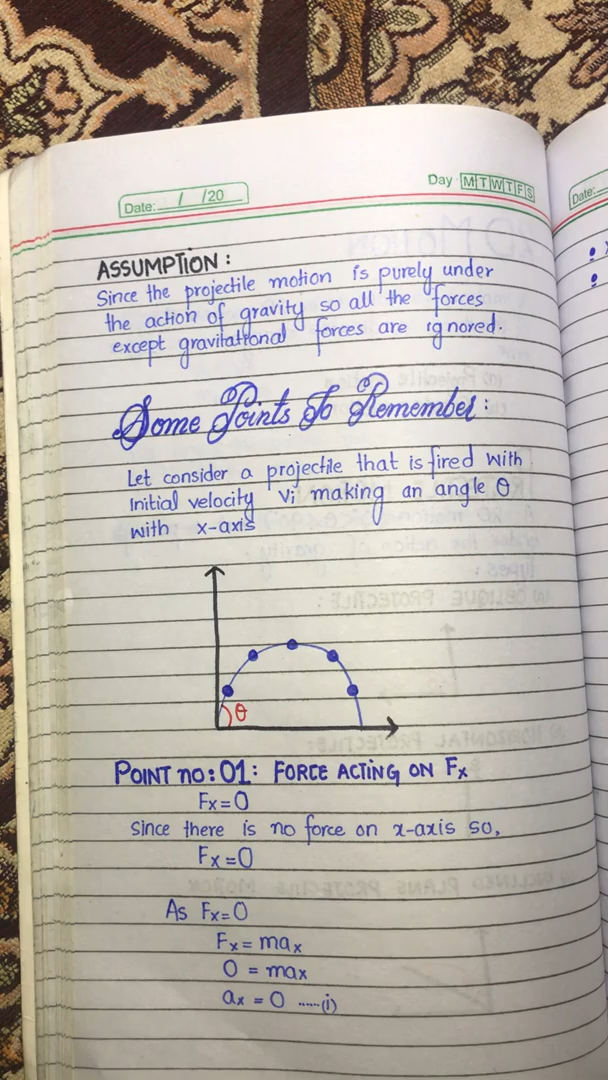 Day M T W T F S
Date: / /20
Date:
ASSUMPTION:
Since the projectile motion is purely under
the action of gravity so all the forces
except gravitational forces are ignored.
Some Points To Remember:
Let consider a projectile that is fired with
Initial velocity Vi making an angle θ
with x-axis
θ
POINT no: 01: FORCE ACTING ON Fx
Fx=0
Since there is no force on x-axis so,
Fx=0
As Fx=0
Fx = max
0 = max
ax = 0 .....(i)